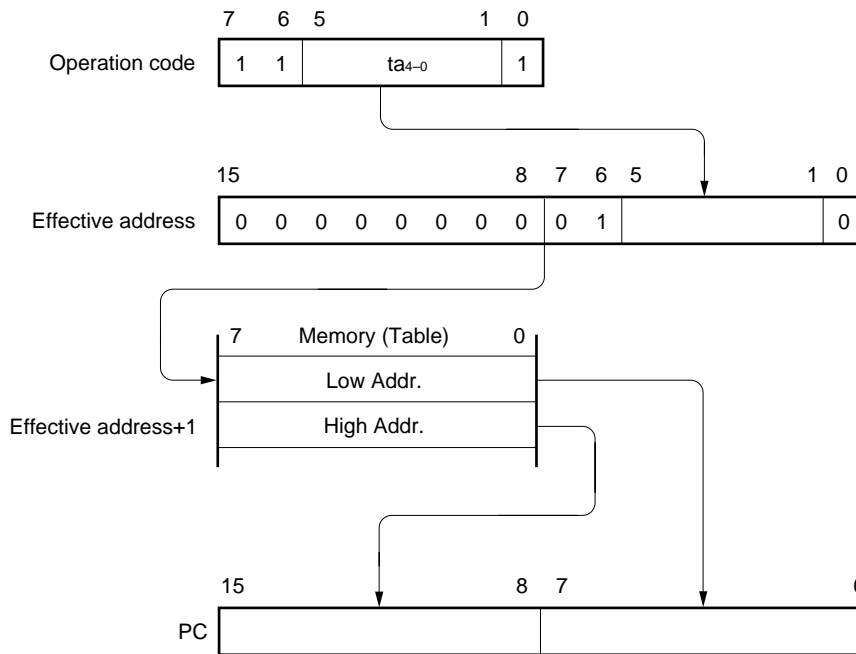 7 6 5 1 0
Operation code 1 1 ta4–0 1
15 8 7 6 5 1 0
Effective address 0 0 0 0 0 0 0 0 0 1 0
7 Memory (Table) 0
Low Addr.
Effective address+1 High Addr.
15 8 7
PC